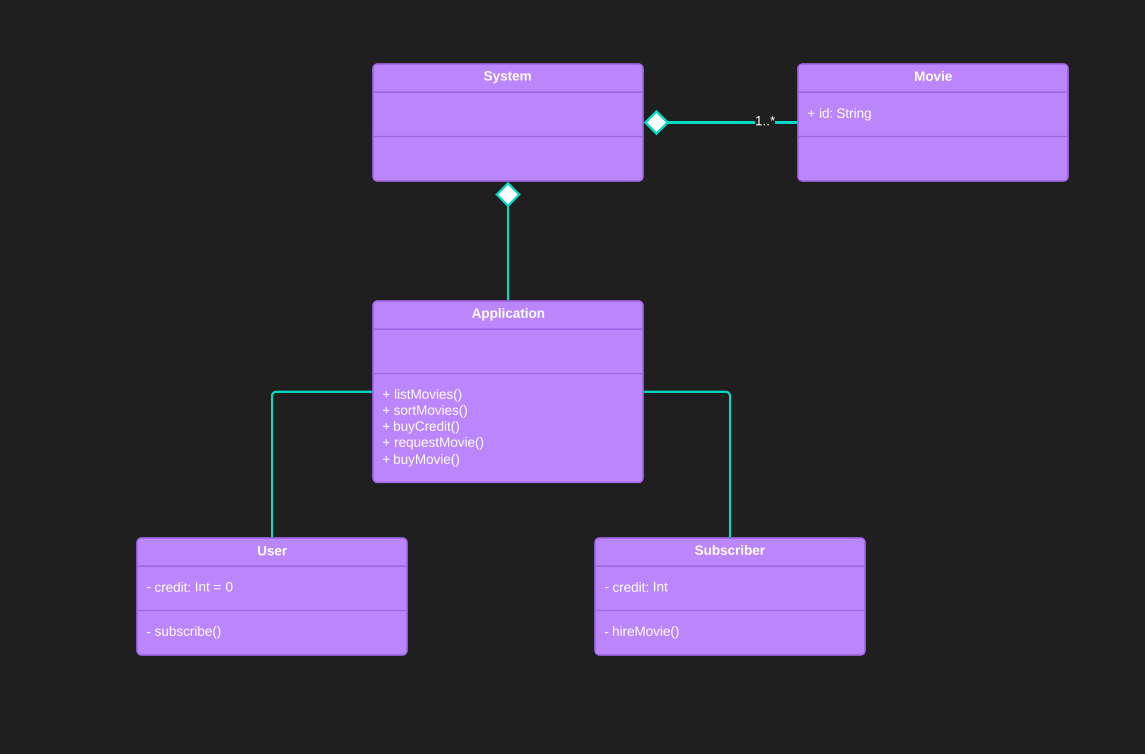 System
Movie
+ id: String
1..*
Application
+ listMovies()
+ sortMovies()
+ buyCredit()
+ requestMovie()
+ buyMovie()
User
- credit: Int = 0
- subscribe()
Subscriber
- credit: Int
- hireMovie()